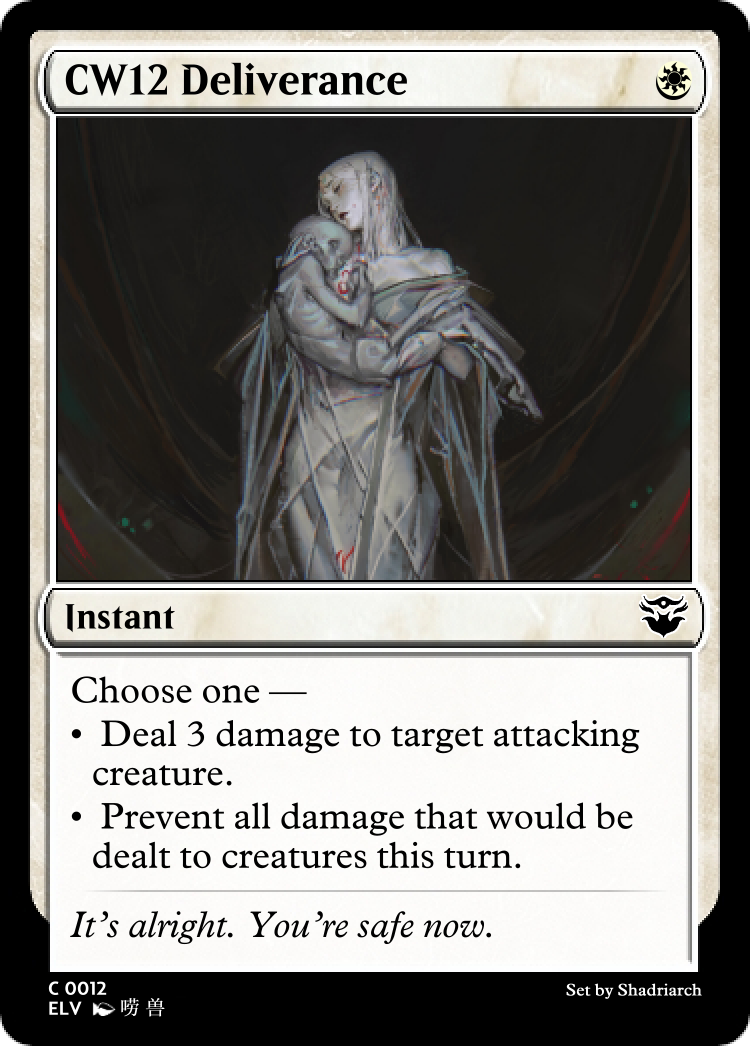 CW12 Deliverance
Instant
Choose one —
• Deal 3 damage to target attacking
creature.
• Prevent all damage that would be
dealt to creatures this turn.
It's alright. You're safe now.
C 0012
ELV 唠 兽
Set by Shadriarch